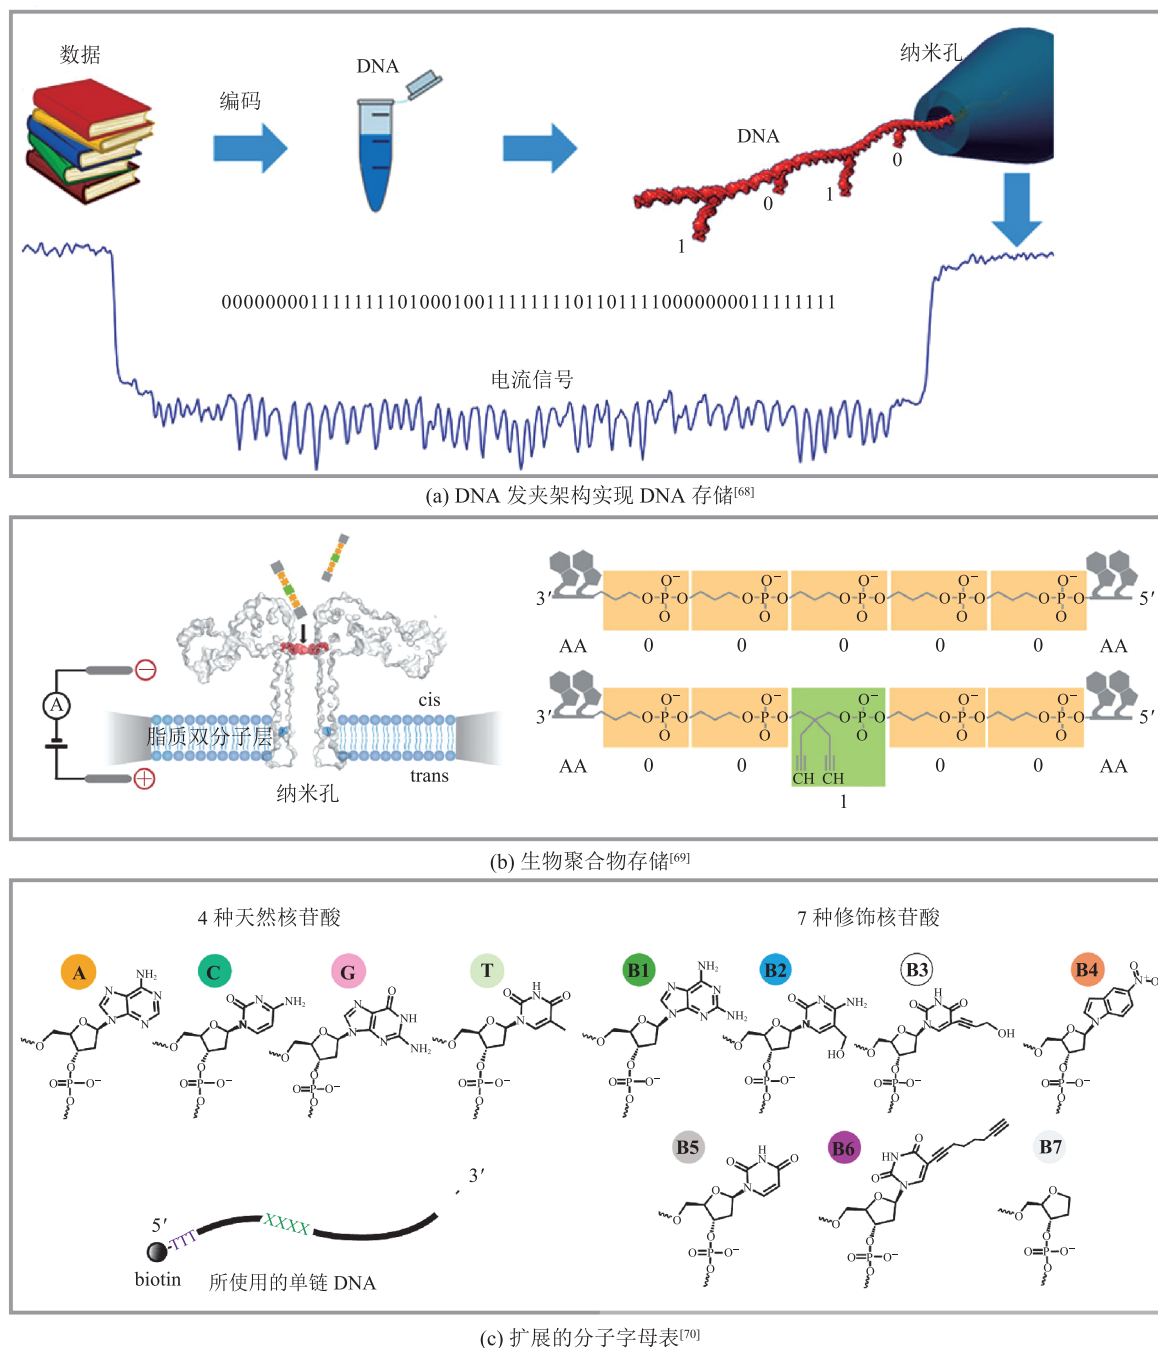 数据
编码
DNA
DNA
纳米孔
1
0
1
0
00000000111111110100010011111111011011110000000011111111
电流信号
(a) DNA 发夹架构实现 DNA 存储[68]
A
cis
脂质双分子层
trans
纳米孔
3′ O O⁻ P O O O O⁻ P O O O O⁻ P O O O O⁻ P O O O O⁻ P O O 5′
AA 0 0 0 0 0 AA
3′ O O⁻ P O O O O⁻ P O O O O⁻ P O O O O⁻ P O O O O⁻ P O O 5′
CH CH
AA 0 0 1 0 0 AA
(b) 生物聚合物存储[69]
4 种天然核苷酸
7 种修饰核苷酸
A C G T B1 B2 B3 B4
B5 B6 B7
3′
5′
TTT
XXXX
biotin
所使用的单链 DNA
(c) 扩展的分子字母表[70]